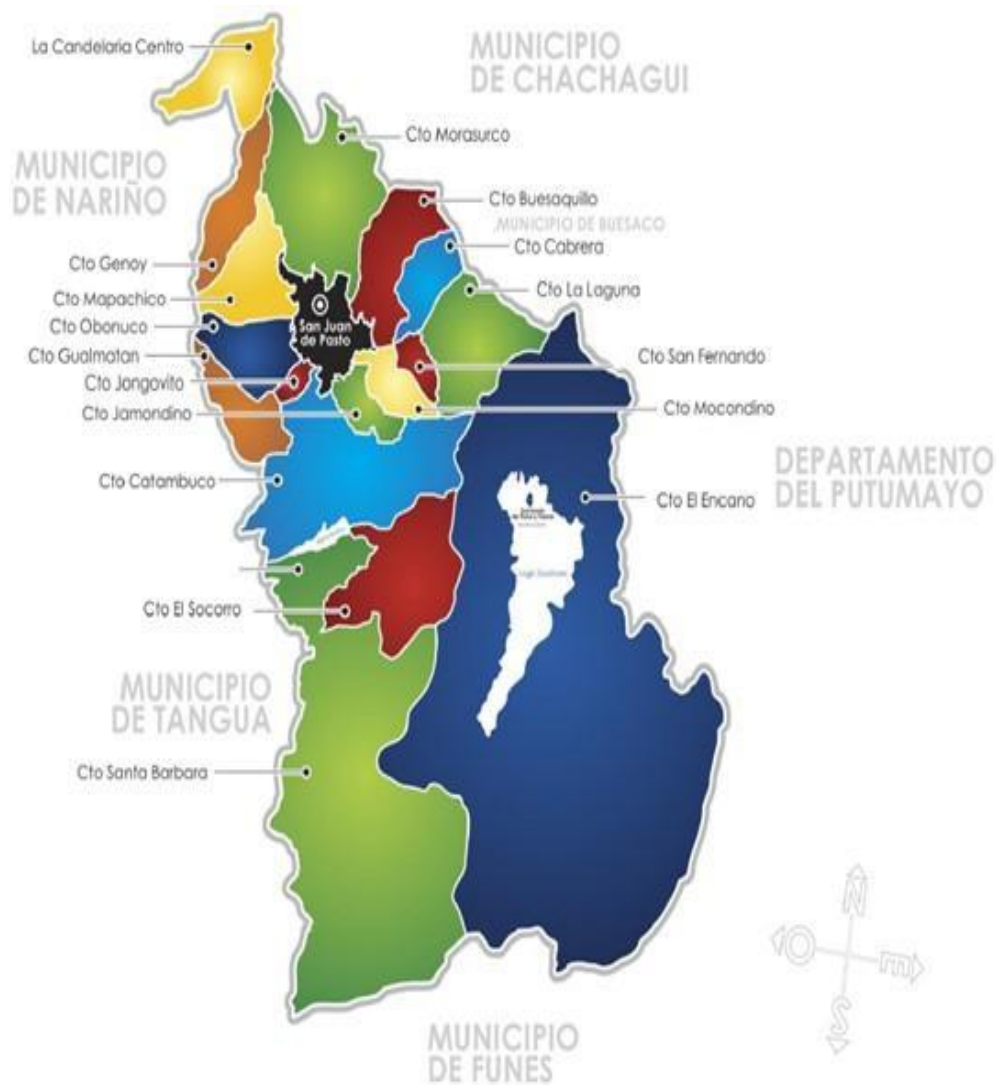 La Candelaria Centro
MUNICIPIO
DE CHACHAGUI
Cto Morasurco
MUNICIPIO
DE NARIÑO
Cto Buesaquillo
MUNICIPIO DE BUESACO
Cto Cabrera
Cto Genoy
Cto La Laguna
Cto Mapachico
Cto Obonuco
San Juan
de Pasto
Cto Gualmatan
Cto San Fernando
Cto Jongovito
Cto Jamondino
Cto Mocondino
DEPARTAMENTO
DEL PUTUMAYO
Cto Catambuco
Cto El Encano
Cto El Socorro
MUNICIPIO
DE TANGUA
Cto Santa Barbara
N
O
E
S
MUNICIPIO
DE FUNES